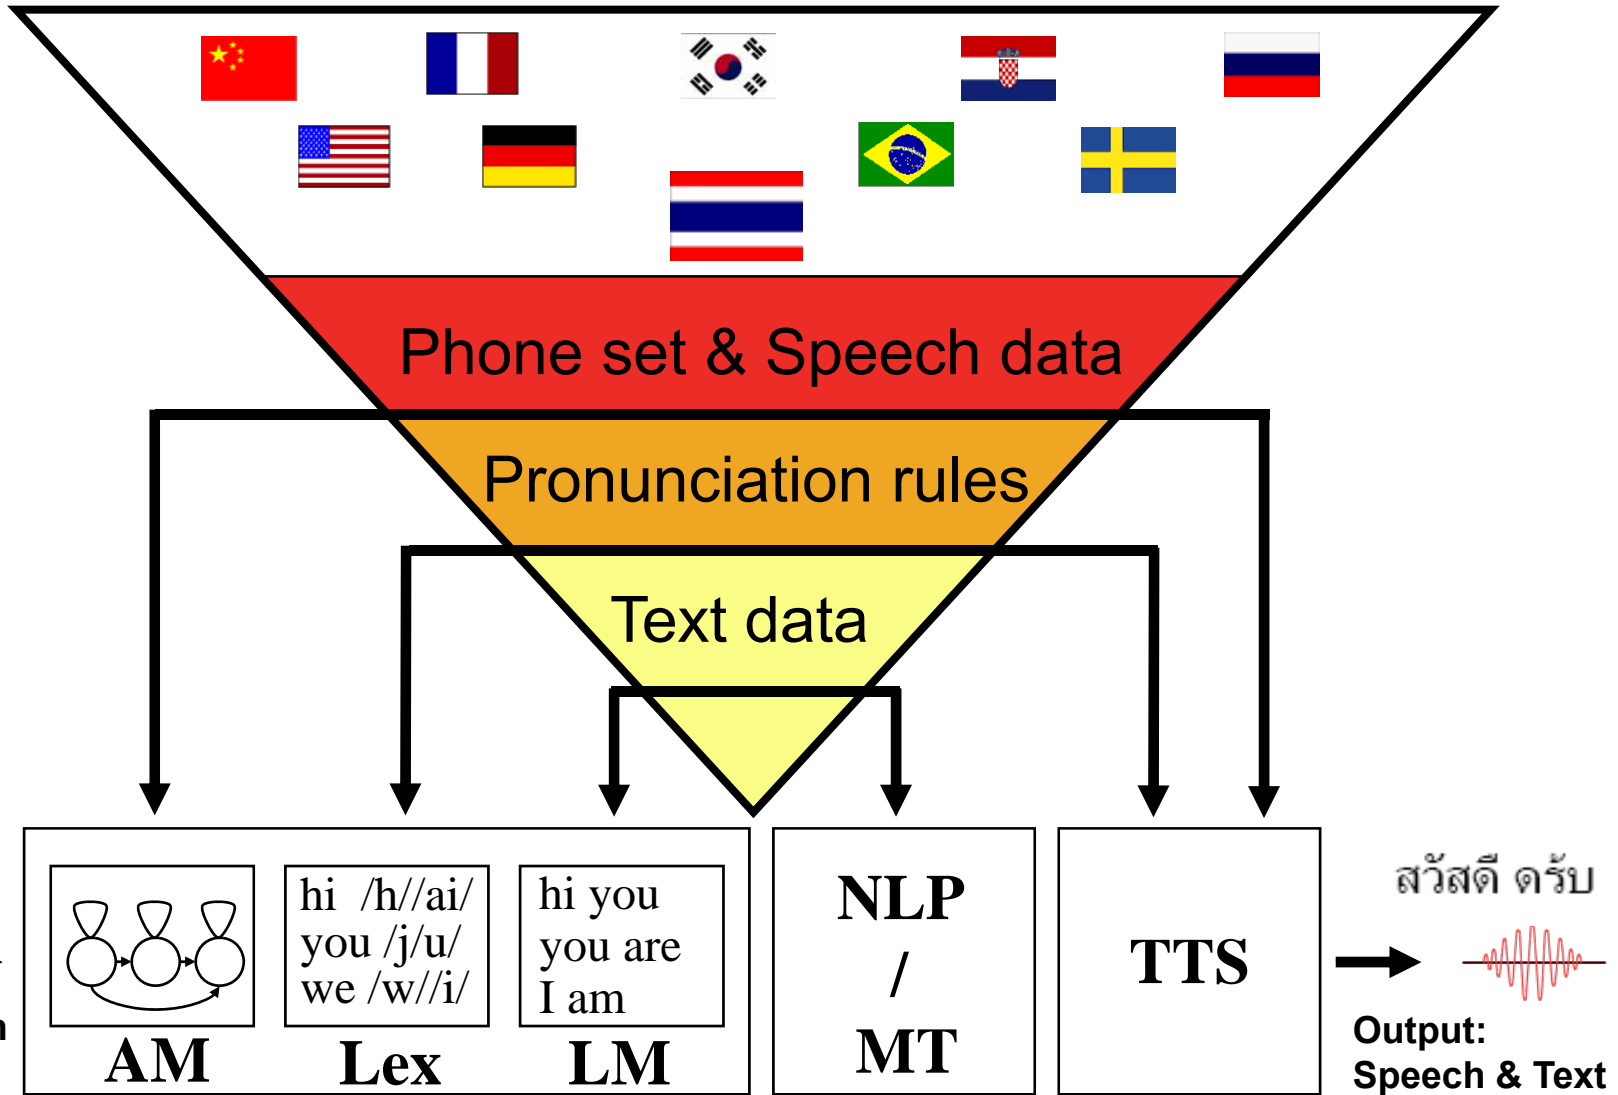 Phone set & Speech data
Pronunciation rules
Text data
hi /h//ai/
you /j/u/
we /w//i/
hi you
you are
I am
AM
Lex
LM
NLP
/
MT
TTS
สวัสดี ดรับ
Output:
Speech & Text